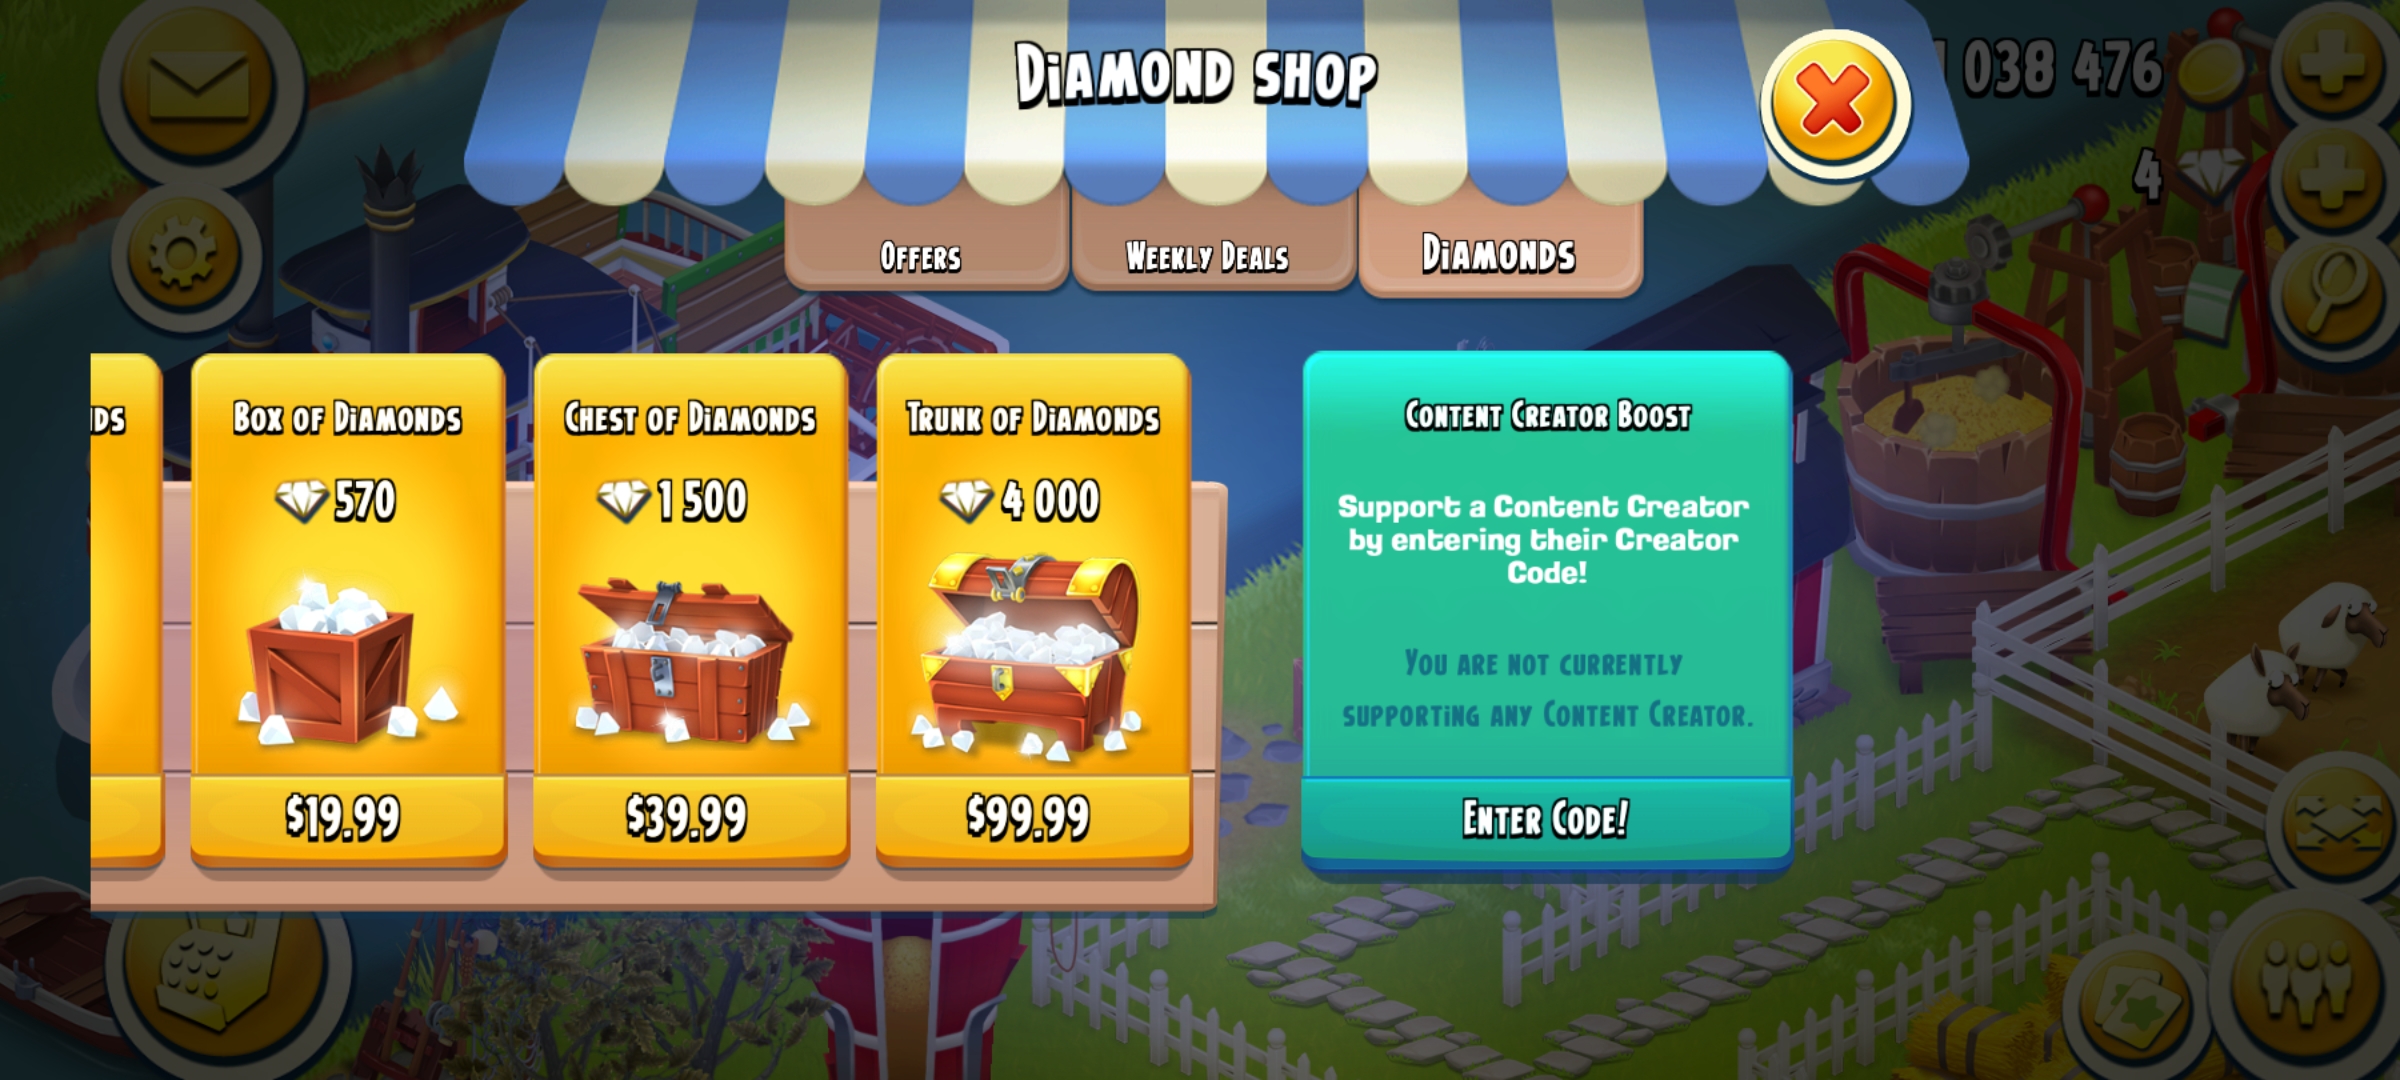 DiAMOND SHOP
038 476
4
OFFERS
WEEKLY DEALS
DiAMONDS
BOX OF DiAMONDS
570
$19.99
CHEST OF DiAMONDS
1 500
$39.99
TRUNK OF DiAMONDS
4 000
$99.99
CONTENT CREATOR BOOST
Support a Content Creator
by entering their Creator
Code!
YOU ARE NOT CURRENTLY
SUPPORTiNG ANY CONTENT CREATOR.
ENTER CODE!